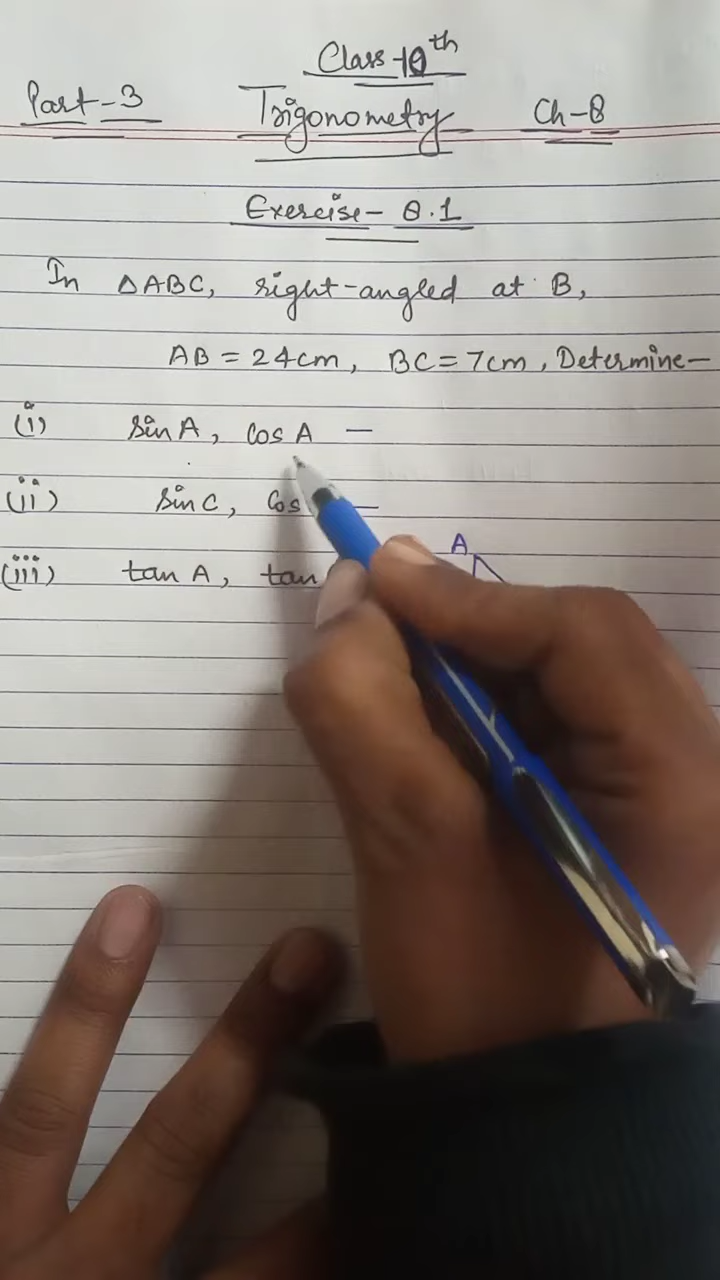 Class-10th
Part-3 Trigonometry Ch-8
Exercise- 8.1
In △ABC, right-angled at B,
AB = 24cm, BC = 7cm, Determine-
(i) sin A, cos A —
(ii) sin C, cos —
(iii) tan A, tan
A